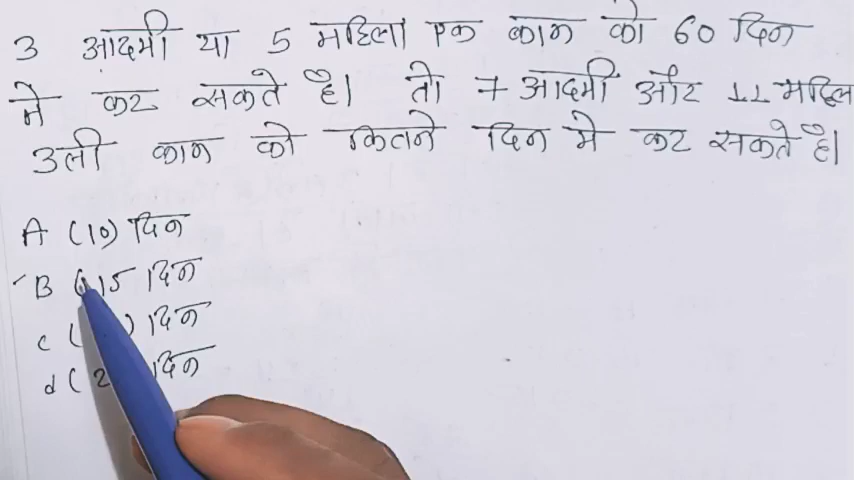 3 आदमी या 5 महिला एक काम को 60 दिन
मे कर सकते है। तो 7 आदमी और 11 महिल
उसी काम को कितने दिन मे कर सकते है।
A (10) दिन
B (15 दिन
c ( ) दिन
d (2 दिन